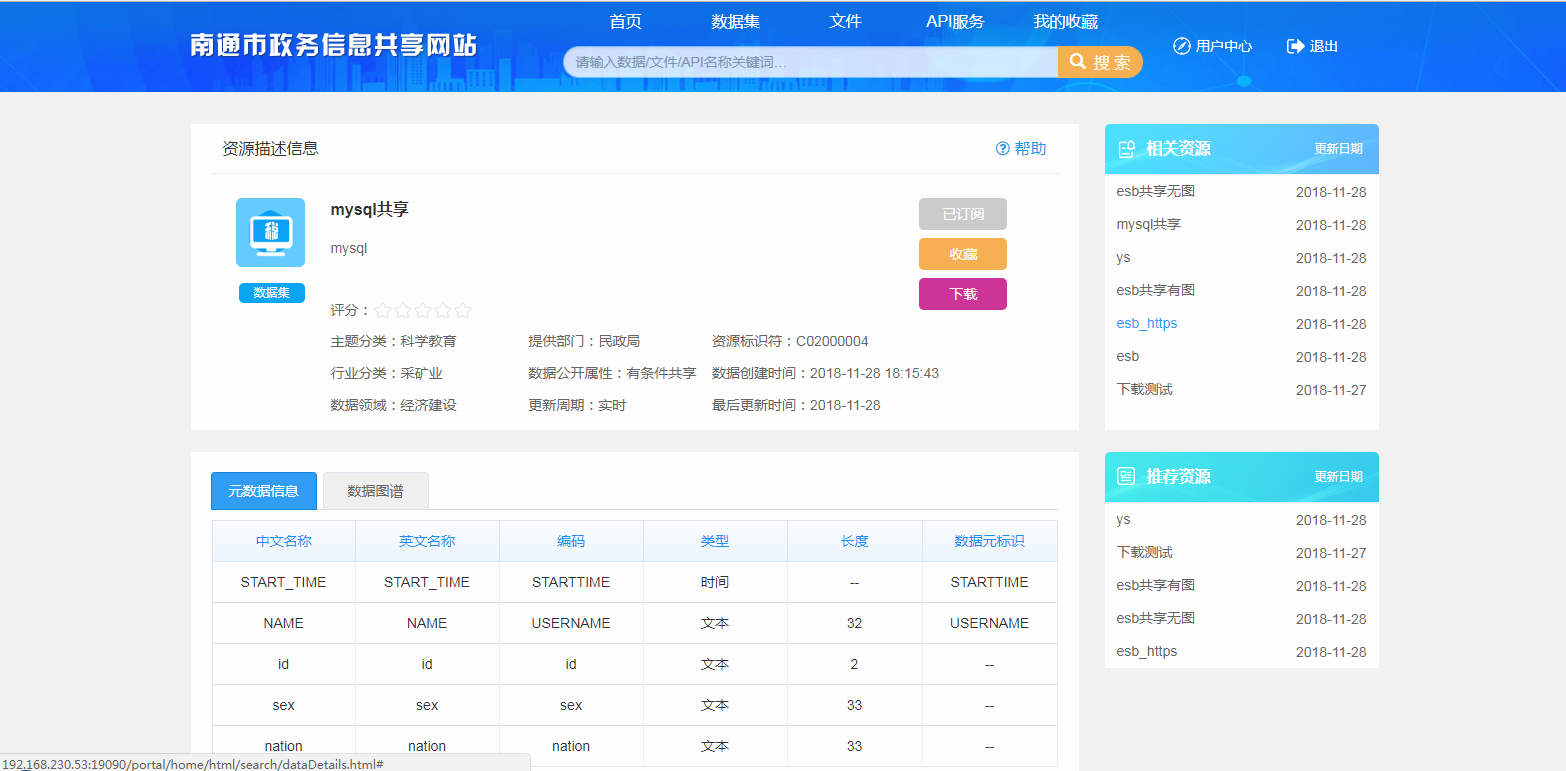 首页 数据集 文件 API服务 我的收藏
南通市政务信息共享网站
请输入数据/文件/API名称关键词...
搜 索
用户中心 退出
资源描述信息
帮助
税
数据集
mysql共享
mysql
已订阅
收藏
下载
评分：
主题分类：科学教育 提供部门：民政局 资源标识符：C02000004
行业分类：采矿业 数据公开属性：有条件共享 数据创建时间：2018-11-28 18:15:43
数据领域：经济建设 更新周期：实时 最后更新时间：2018-11-28
相关资源 更新日期
esb共享无图 2018-11-28
mysql共享 2018-11-28
ys 2018-11-28
esb共享有图 2018-11-28
esb_https 2018-11-28
esb 2018-11-28
下载测试 2018-11-27
元数据信息 数据图谱
中文名称 英文名称 编码 类型 长度 数据元标识
START_TIME START_TIME STARTTIME 时间 -- STARTTIME
NAME NAME USERNAME 文本 32 USERNAME
id id id 文本 2 --
sex sex sex 文本 33 --
nation nation nation 文本 33 --
推荐资源 更新日期
ys 2018-11-28
下载测试 2018-11-27
esb共享有图 2018-11-28
esb共享无图 2018-11-28
esb_https 2018-11-28
192.168.230.53:19090/portal/home/html/search/dataDetails.html#